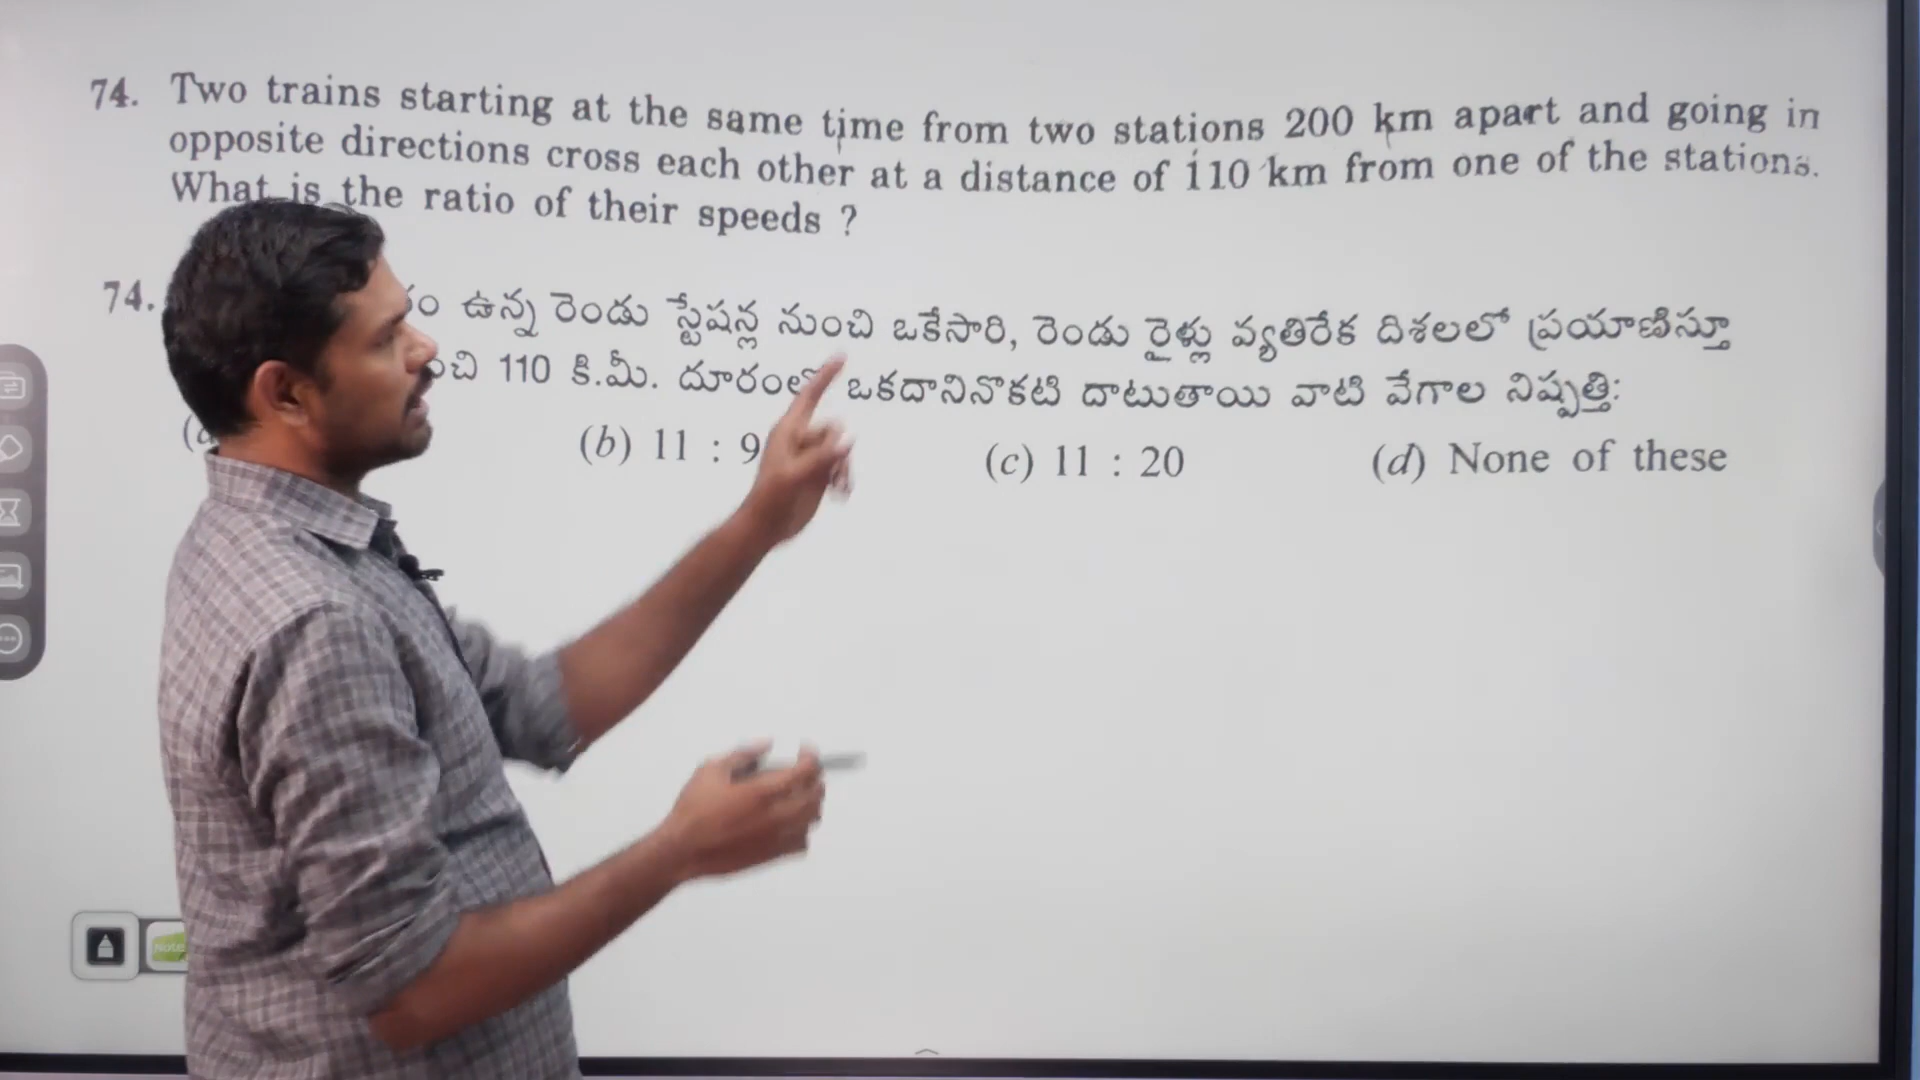 74. Two trains starting at the same time from two stations 200 km apart and going in
opposite directions cross each other at a distance of 110 km from one of the stations.
What is the ratio of their speeds ?
74. ఉన్న రెండు స్టేషన్ల నుంచి ఒకేసారి, రెండు రైళ్లు వ్యతిరేక దిశలలో ప్రయాణిస్తూ
110 కి.మీ. దూరంలో ఒకదానినొకటి దాటుతాయి వాటి వేగాల నిష్పత్తి:
(b) 11 : 9 (c) 11 : 20 (d) None of these
Note